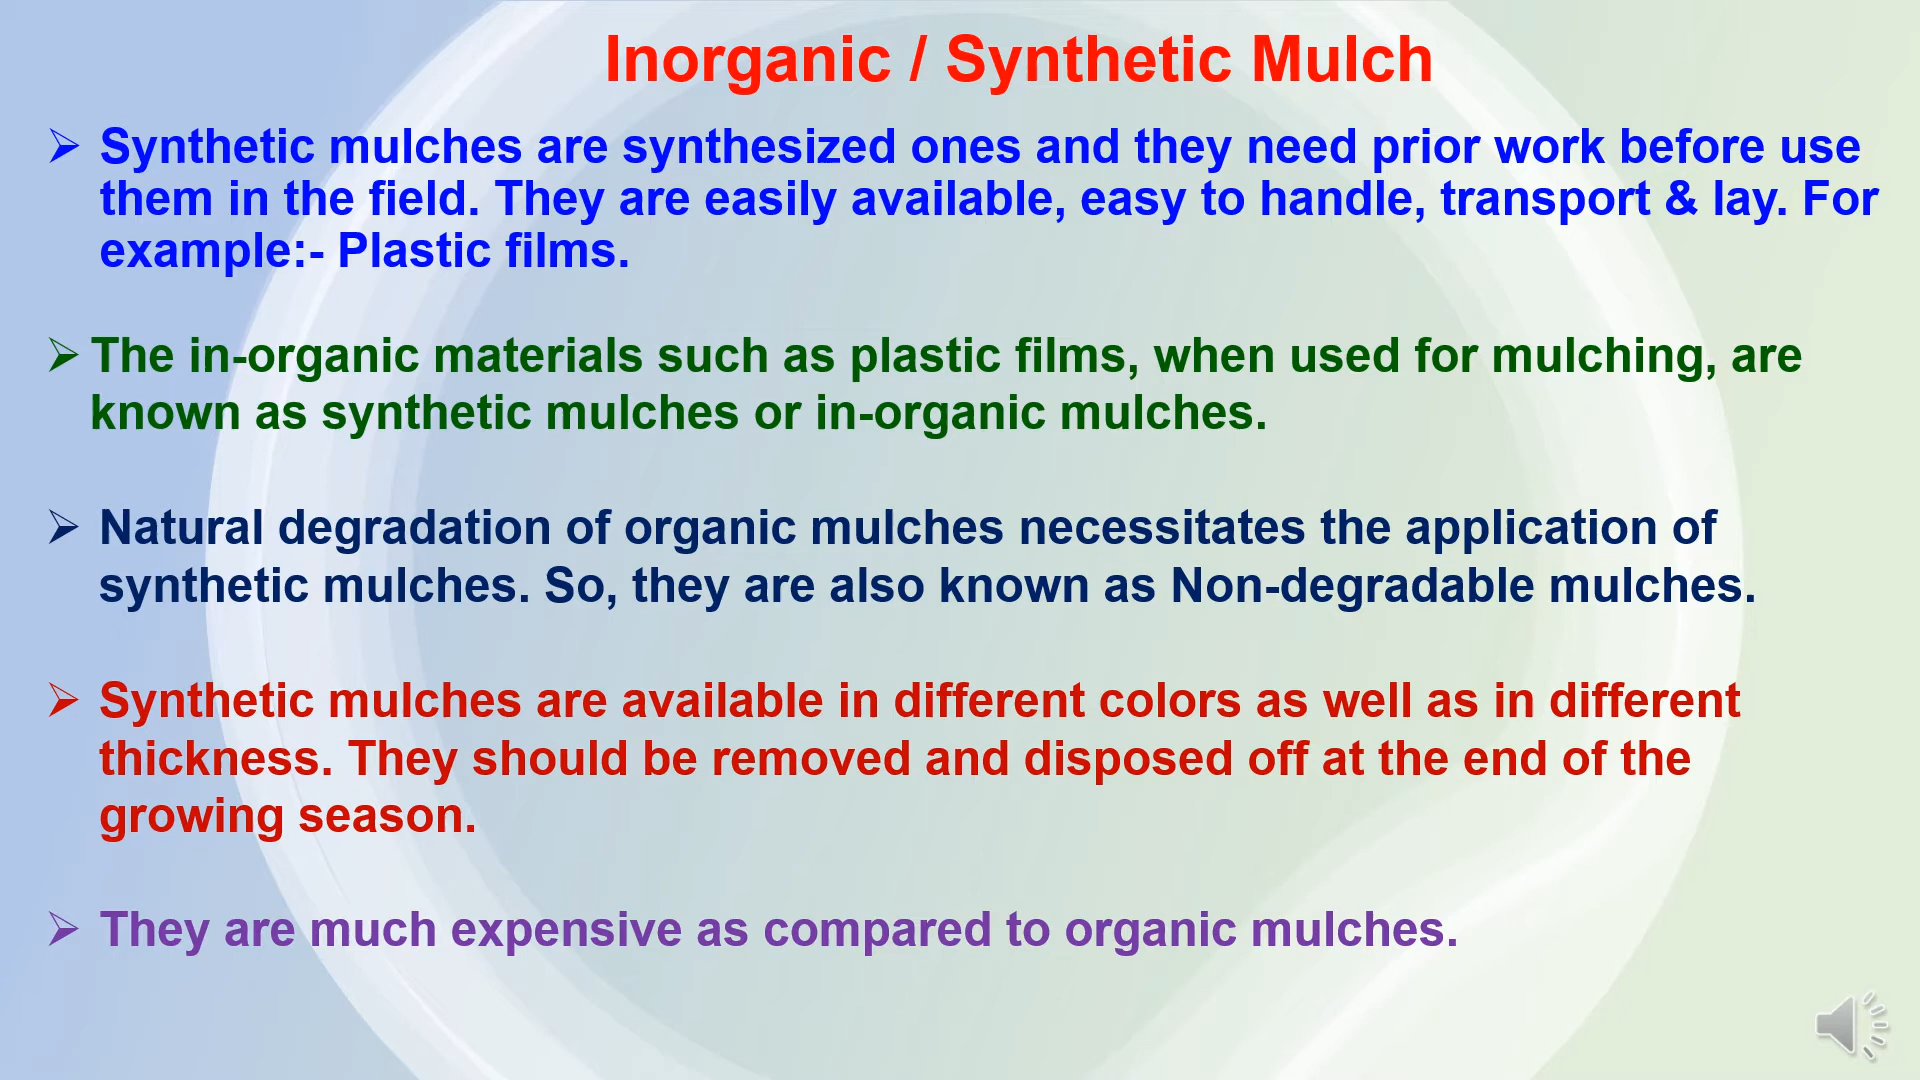 Inorganic / Synthetic Mulch
Synthetic mulches are synthesized ones and they need prior work before use
them in the field. They are easily available, easy to handle, transport & lay. For
example:- Plastic films.
The in-organic materials such as plastic films, when used for mulching, are
known as synthetic mulches or in-organic mulches.
Natural degradation of organic mulches necessitates the application of
synthetic mulches. So, they are also known as Non-degradable mulches.
Synthetic mulches are available in different colors as well as in different
thickness. They should be removed and disposed off at the end of the
growing season.
They are much expensive as compared to organic mulches.